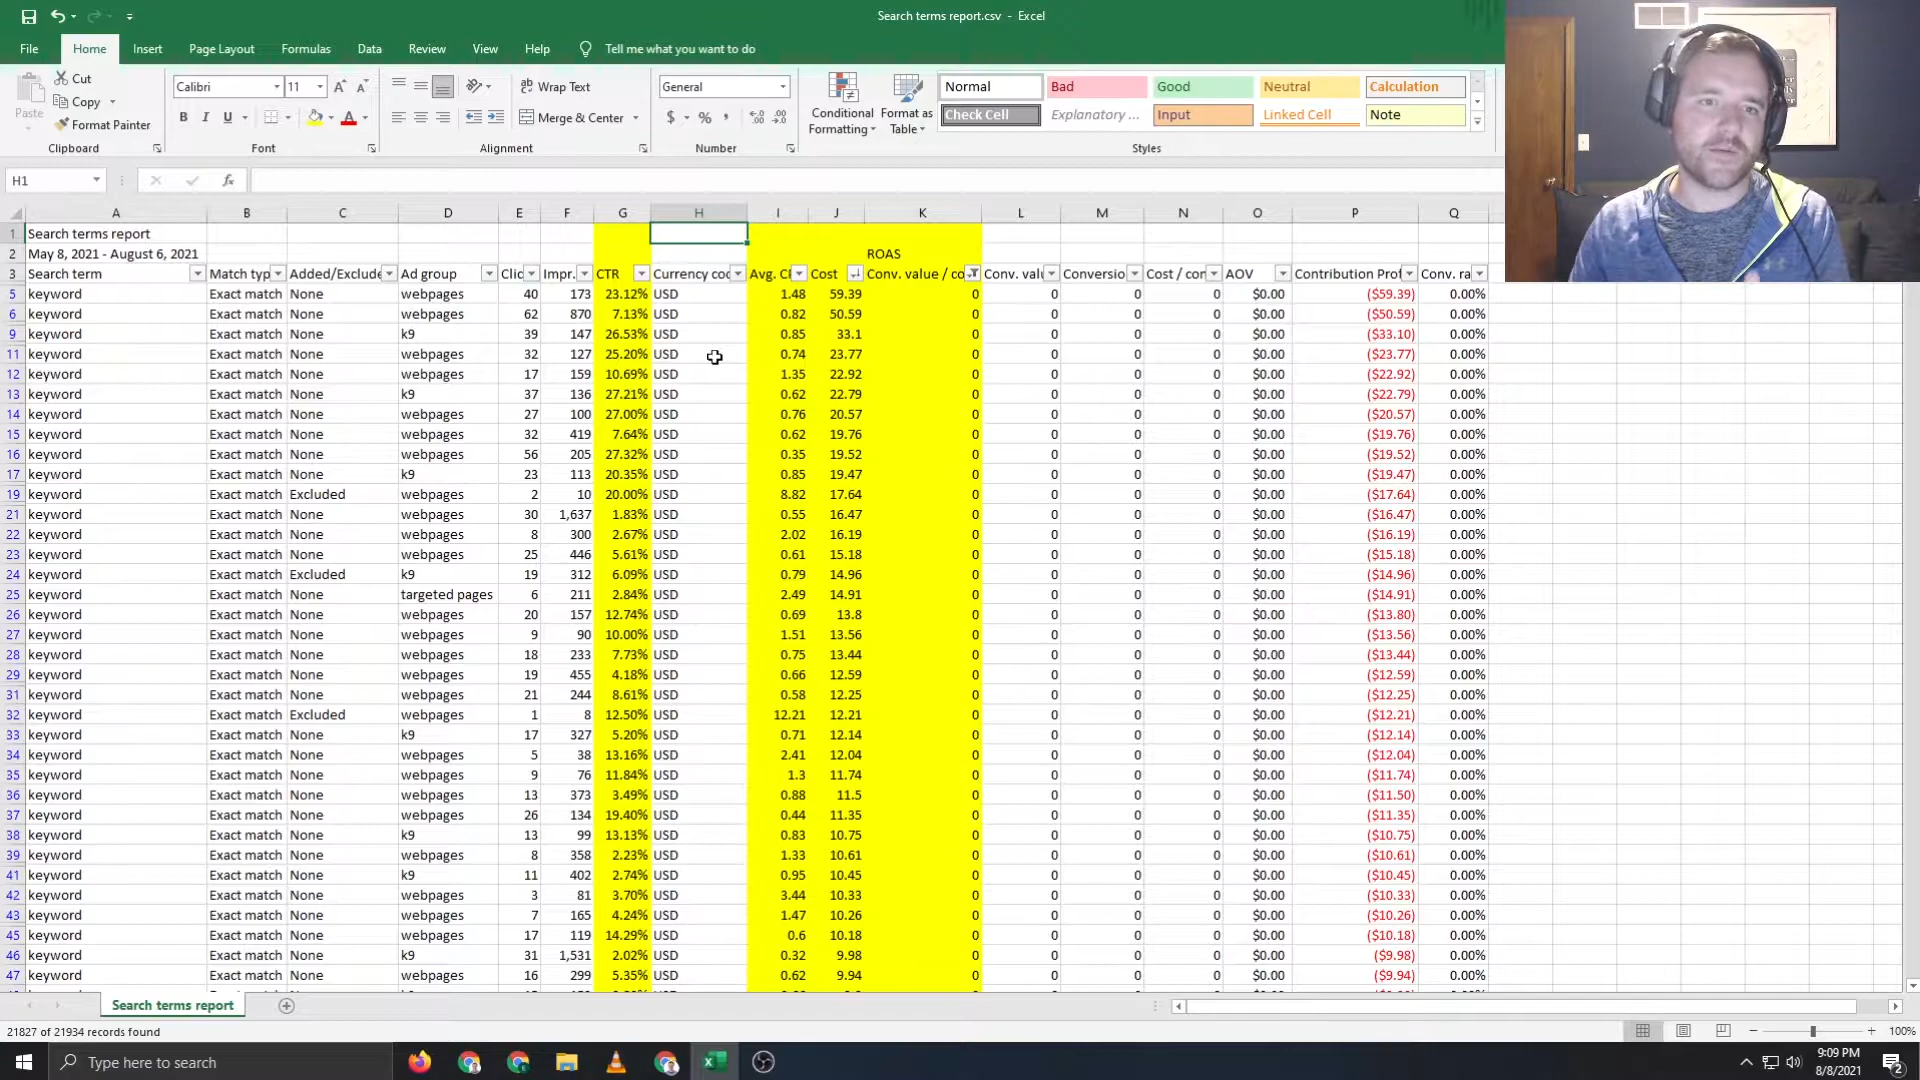 Search terms report.csv - Excel
File Home Insert Page Layout Formulas Data Review View Help Tell me what you want to do
Paste
Cut
Copy
Format Painter
Clipboard
Calibri 11
B I U
Font
Wrap Text
Merge & Center
Alignment
General
$ % ,
Number
Conditional Formatting
Format as Table
Normal Bad Good Neutral Calculation
Check Cell Explanatory ... Input Linked Cell Note
Styles
H1
fx
A B C D E F G H I J K L M N O P Q
1 Search terms report
2 May 8, 2021 - August 6, 2021 ROAS
3 Search term Match typ Added/Exclude Ad group Clic Impr. CTR Currency coc Avg. CP Cost Conv. value / co Conv. valu Conversio Cost / con AOV Contribution Prof Conv. ra
5 keyword Exact match None webpages 40 173 23.12% USD 1.48 59.39 0 0 0 0 $0.00 ($59.39) 0.00%
6 keyword Exact match None webpages 62 870 7.13% USD 0.82 50.59 0 0 0 0 $0.00 ($50.59) 0.00%
9 keyword Exact match None k9 39 147 26.53% USD 0.85 33.1 0 0 0 0 $0.00 ($33.10) 0.00%
11 keyword Exact match None webpages 32 127 25.20% USD 0.74 23.77 0 0 0 0 $0.00 ($23.77) 0.00%
12 keyword Exact match None webpages 17 159 10.69% USD 1.35 22.92 0 0 0 0 $0.00 ($22.92) 0.00%
13 keyword Exact match None k9 37 136 27.21% USD 0.62 22.79 0 0 0 0 $0.00 ($22.79) 0.00%
14 keyword Exact match None webpages 27 100 27.00% USD 0.76 20.57 0 0 0 0 $0.00 ($20.57) 0.00%
15 keyword Exact match None webpages 32 419 7.64% USD 0.62 19.76 0 0 0 0 $0.00 ($19.76) 0.00%
16 keyword Exact match None webpages 56 205 27.32% USD 0.35 19.52 0 0 0 0 $0.00 ($19.52) 0.00%
17 keyword Exact match None k9 23 113 20.35% USD 0.85 19.47 0 0 0 0 $0.00 ($19.47) 0.00%
19 keyword Exact match Excluded webpages 2 10 20.00% USD 8.82 17.64 0 0 0 0 $0.00 ($17.64) 0.00%
21 keyword Exact match None webpages 30 1,637 1.83% USD 0.55 16.47 0 0 0 0 $0.00 ($16.47) 0.00%
22 keyword Exact match None webpages 8 300 2.67% USD 2.02 16.19 0 0 0 0 $0.00 ($16.19) 0.00%
23 keyword Exact match None webpages 25 446 5.61% USD 0.61 15.18 0 0 0 0 $0.00 ($15.18) 0.00%
24 keyword Exact match Excluded k9 19 312 6.09% USD 0.79 14.96 0 0 0 0 $0.00 ($14.96) 0.00%
25 keyword Exact match None targeted pages 6 211 2.84% USD 2.49 14.91 0 0 0 0 $0.00 ($14.91) 0.00%
26 keyword Exact match None webpages 20 157 12.74% USD 0.69 13.8 0 0 0 0 $0.00 ($13.80) 0.00%
27 keyword Exact match None webpages 9 90 10.00% USD 1.51 13.56 0 0 0 0 $0.00 ($13.56) 0.00%
28 keyword Exact match None webpages 18 233 7.73% USD 0.75 13.44 0 0 0 0 $0.00 ($13.44) 0.00%
29 keyword Exact match None webpages 19 455 4.18% USD 0.66 12.59 0 0 0 0 $0.00 ($12.59) 0.00%
31 keyword Exact match None webpages 21 244 8.61% USD 0.58 12.25 0 0 0 0 $0.00 ($12.25) 0.00%
32 keyword Exact match Excluded webpages 1 8 12.50% USD 12.21 12.21 0 0 0 0 $0.00 ($12.21) 0.00%
33 keyword Exact match None k9 17 327 5.20% USD 0.71 12.14 0 0 0 0 $0.00 ($12.14) 0.00%
34 keyword Exact match None webpages 5 38 13.16% USD 2.41 12.04 0 0 0 0 $0.00 ($12.04) 0.00%
35 keyword Exact match None webpages 9 76 11.84% USD 1.3 11.74 0 0 0 0 $0.00 ($11.74) 0.00%
36 keyword Exact match None webpages 13 373 3.49% USD 0.88 11.5 0 0 0 0 $0.00 ($11.50) 0.00%
37 keyword Exact match None webpages 26 134 19.40% USD 0.44 11.35 0 0 0 0 $0.00 ($11.35) 0.00%
38 keyword Exact match None k9 13 99 13.13% USD 0.83 10.75 0 0 0 0 $0.00 ($10.75) 0.00%
39 keyword Exact match None webpages 8 358 2.23% USD 1.33 10.61 0 0 0 0 $0.00 ($10.61) 0.00%
41 keyword Exact match None k9 11 402 2.74% USD 0.95 10.45 0 0 0 0 $0.00 ($10.45) 0.00%
42 keyword Exact match None webpages 3 81 3.70% USD 3.44 10.33 0 0 0 0 $0.00 ($10.33) 0.00%
43 keyword Exact match None webpages 7 165 4.24% USD 1.47 10.26 0 0 0 0 $0.00 ($10.26) 0.00%
45 keyword Exact match None webpages 17 119 14.29% USD 0.6 10.18 0 0 0 0 $0.00 ($10.18) 0.00%
46 keyword Exact match None k9 31 1,531 2.02% USD 0.32 9.98 0 0 0 0 $0.00 ($9.98) 0.00%
47 keyword Exact match None webpages 16 299 5.35% USD 0.62 9.94 0 0 0 0 $0.00 ($9.94) 0.00%
Search terms report
21827 of 21934 records found 100%
Type here to search
9:09 PM
8/8/2021
2